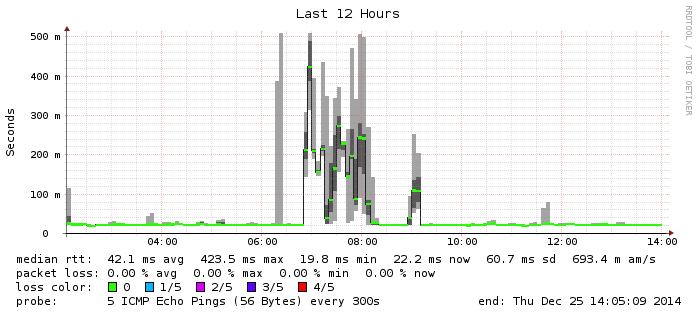 Last 12 Hours
RRDTOOL / TOBI OETIKER
Seconds
500 m
400 m
300 m
200 m
100 m
0
04:00 06:00 08:00 10:00 12:00 14:00
median rtt: 42.1 ms avg 423.5 ms max 19.8 ms min 22.2 ms now 60.7 ms sd 693.4 m am/s
packet loss: 0.00 % avg 0.00 % max 0.00 % min 0.00 % now
loss color: 0 1/5 2/5 3/5 4/5
probe: 5 ICMP Echo Pings (56 Bytes) every 300s end: Thu Dec 25 14:05:09 2014